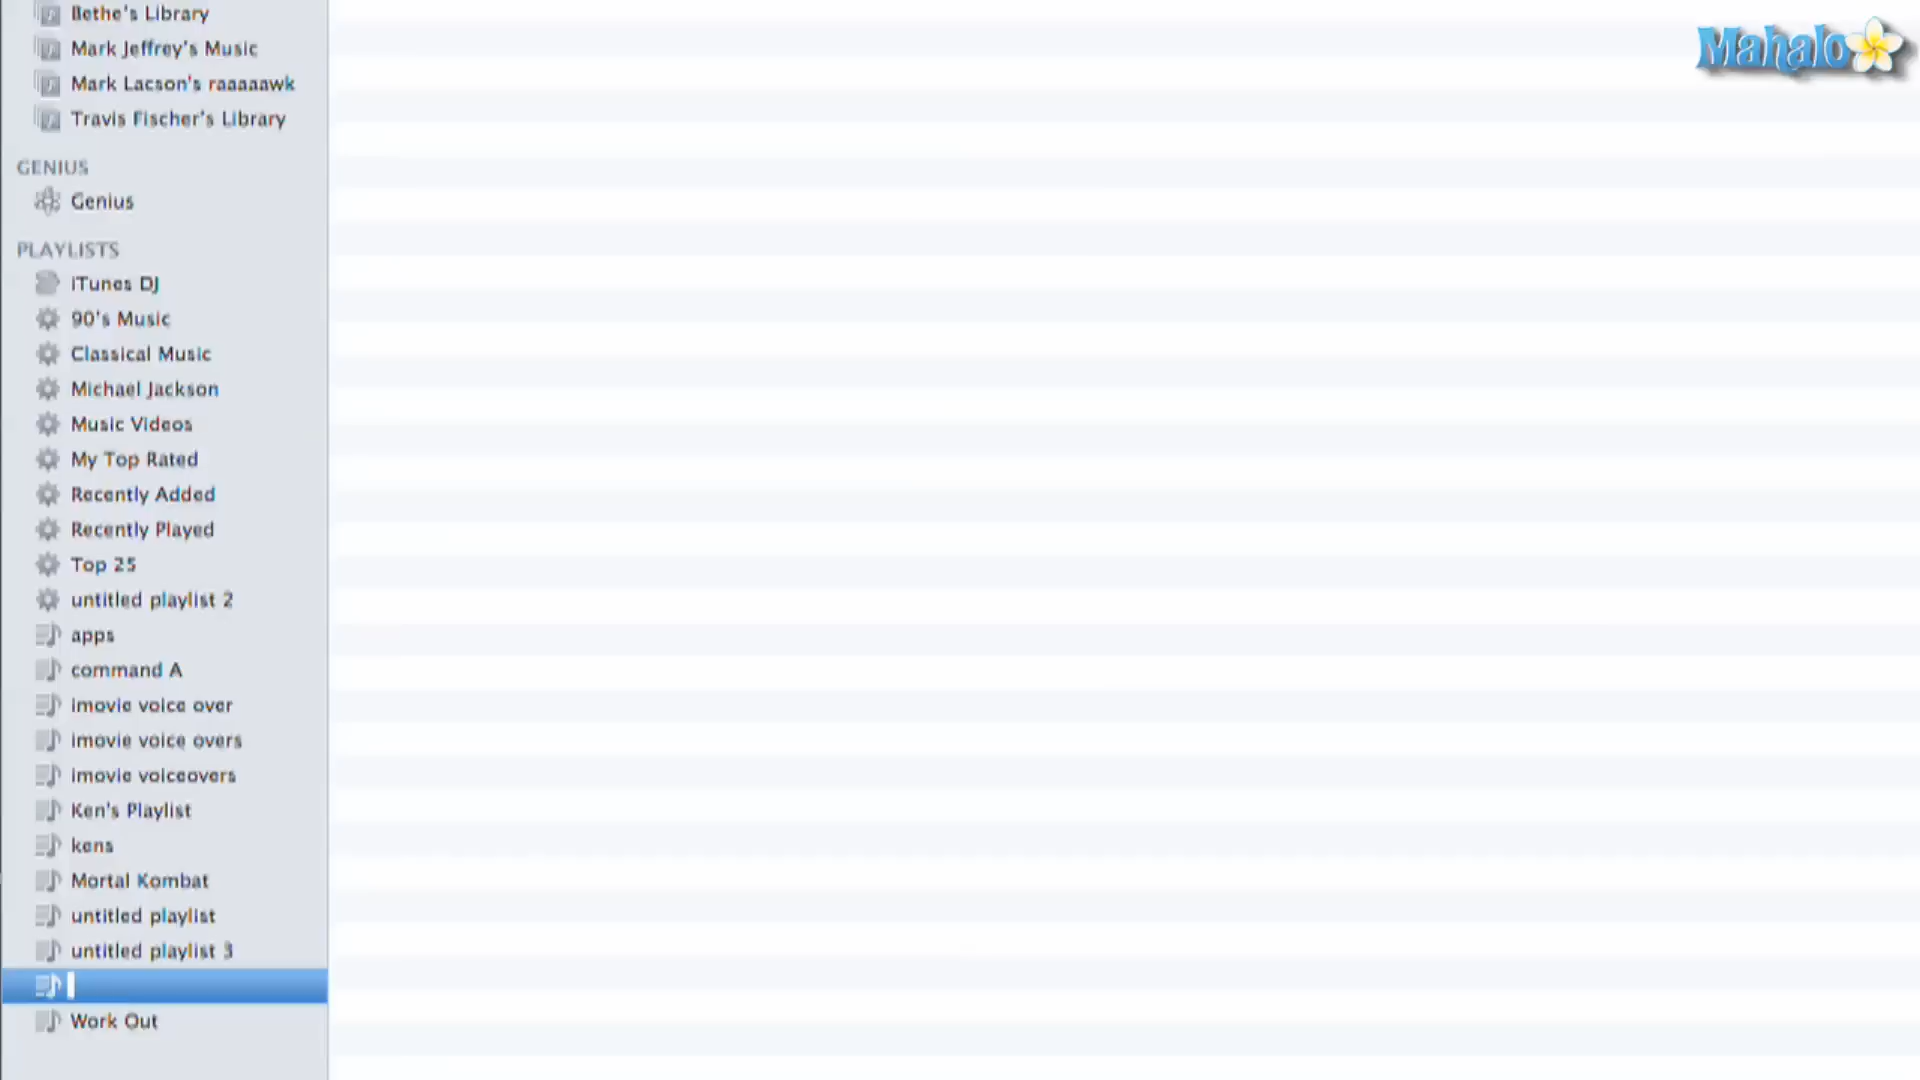 Bethe's Library
Mark Jeffrey's Music
Mark Lacson's raaaaawk
Travis Fischer's Library
GENIUS
Genius
PLAYLISTS
iTunes DJ
90's Music
Classical Music
Michael Jackson
Music Videos
My Top Rated
Recently Added
Recently Played
Top 25
untitled playlist 2
apps
command A
imovie voice over
imovie voice overs
imovie voiceovers
Ken's Playlist
kens
Mortal Kombat
untitled playlist
untitled playlist 3
Work Out
Mahalo